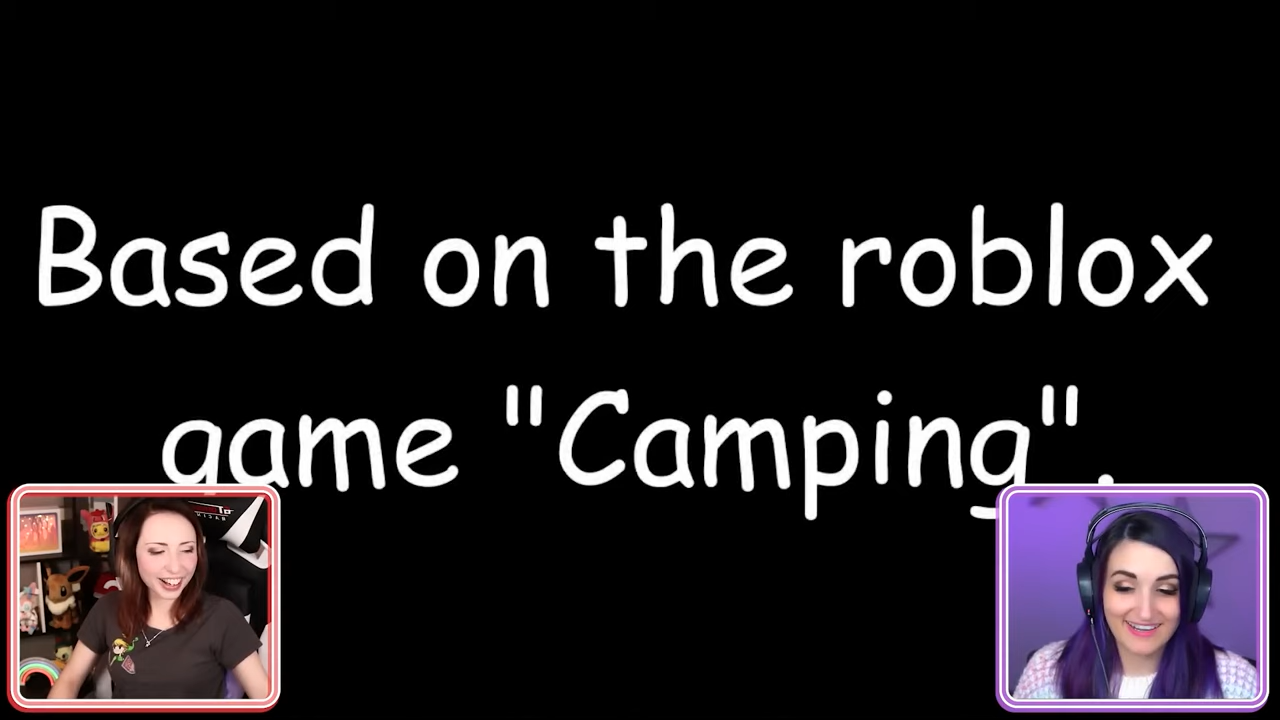 Based on the roblox
game "Camping" .